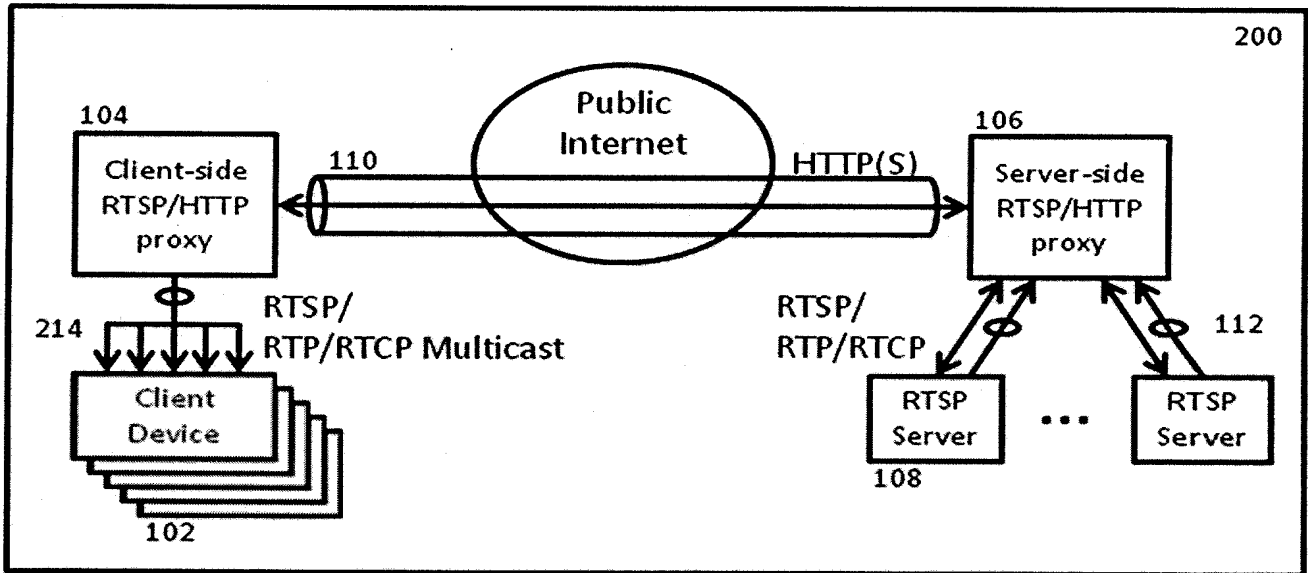 200
104
Client-side
RTSP/HTTP
proxy
110
Public
Internet
HTTP(S)
106
Server-side
RTSP/HTTP
proxy
214
RTSP/
RTP/RTCP Multicast
Client
Device
102
RTSP/
RTP/RTCP
112
RTSP
Server
108
...
RTSP
Server